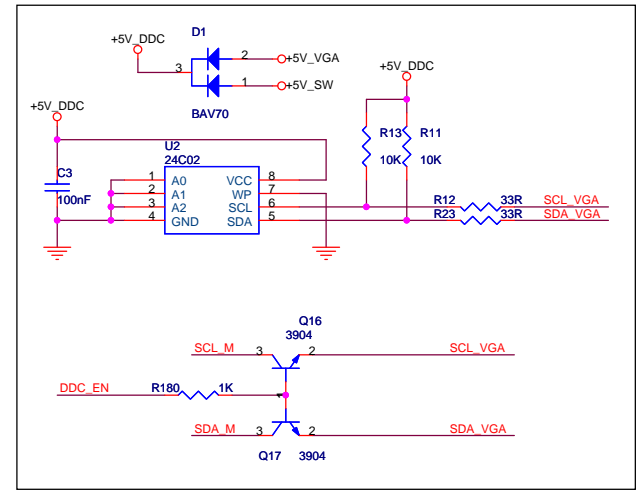 D1
+5V_DDC
3
2
+5V_VGA
1
+5V_SW
BAV70
+5V_DDC
+5V_DDC
R13
R11
10K
10K
C3
100nF
U2
24C02
1 A0 VCC 8
2 A1 WP 7
3 A2 SCL 6
4 GND SDA 5
R12 33R SCL_VGA
R23 33R SDA_VGA
Q16
3904
SCL_M 3 2 SCL_VGA
DDC_EN R180 1K
1
SDA_M 3 2 SDA_VGA
Q17 3904